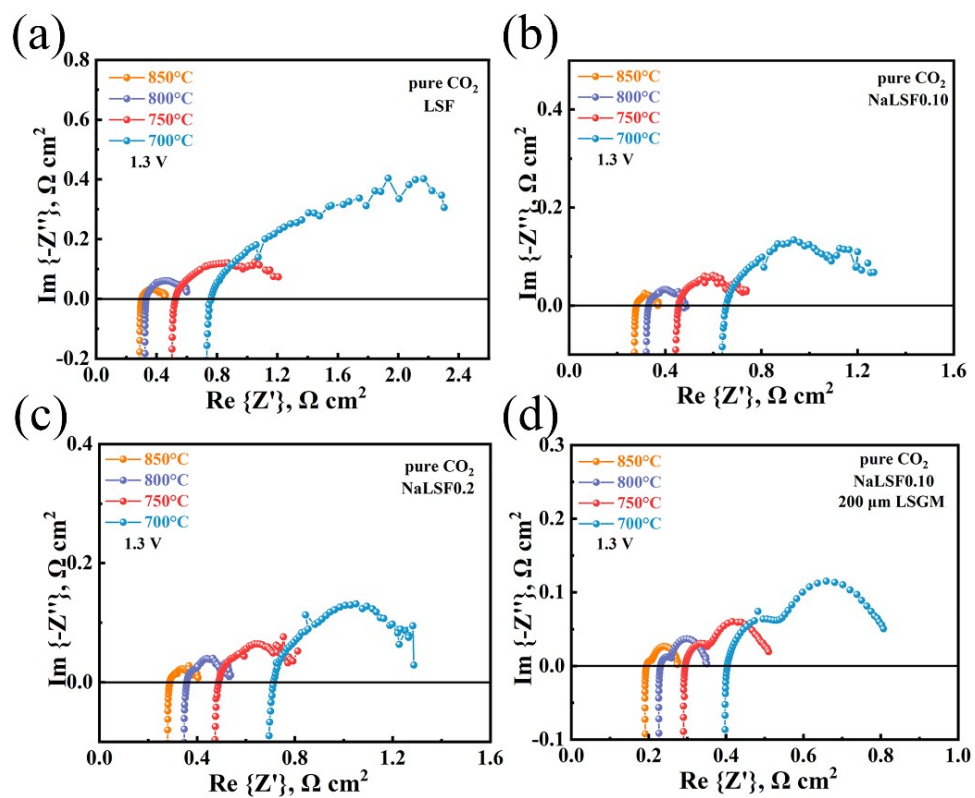 (a)
0.8
0.6
0.4
0.2
0.0
-0.2
Im {-Z''}, Ω cm²
850°C
800°C
750°C
700°C
1.3 V
pure CO₂
LSF
0.0 0.4 0.8 1.2 1.6 2.0 2.4
Re {Z'}, Ω cm²
(b)
0.4
0.2
0.0
Im {-Z''}, Ω cm²
850°C
800°C
750°C
700°C
1.3 V
pure CO₂
NaLSF0.10
0.0 0.4 0.8 1.2 1.6
Re {Z'}, Ω cm²
(c)
0.4
0.2
0.0
Im {-Z''}, Ω cm²
850°C
800°C
750°C
700°C
1.3 V
pure CO₂
NaLSF0.2
0.0 0.4 0.8 1.2 1.6
Re {Z'}, Ω cm²
(d)
0.3
0.2
0.1
0.0
-0.1
Im {-Z''}, Ω cm²
850°C
800°C
750°C
700°C
1.3 V
pure CO₂
NaLSF0.10
200 μm LSGM
0.0 0.2 0.4 0.6 0.8 1.0
Re {Z'}, Ω cm²